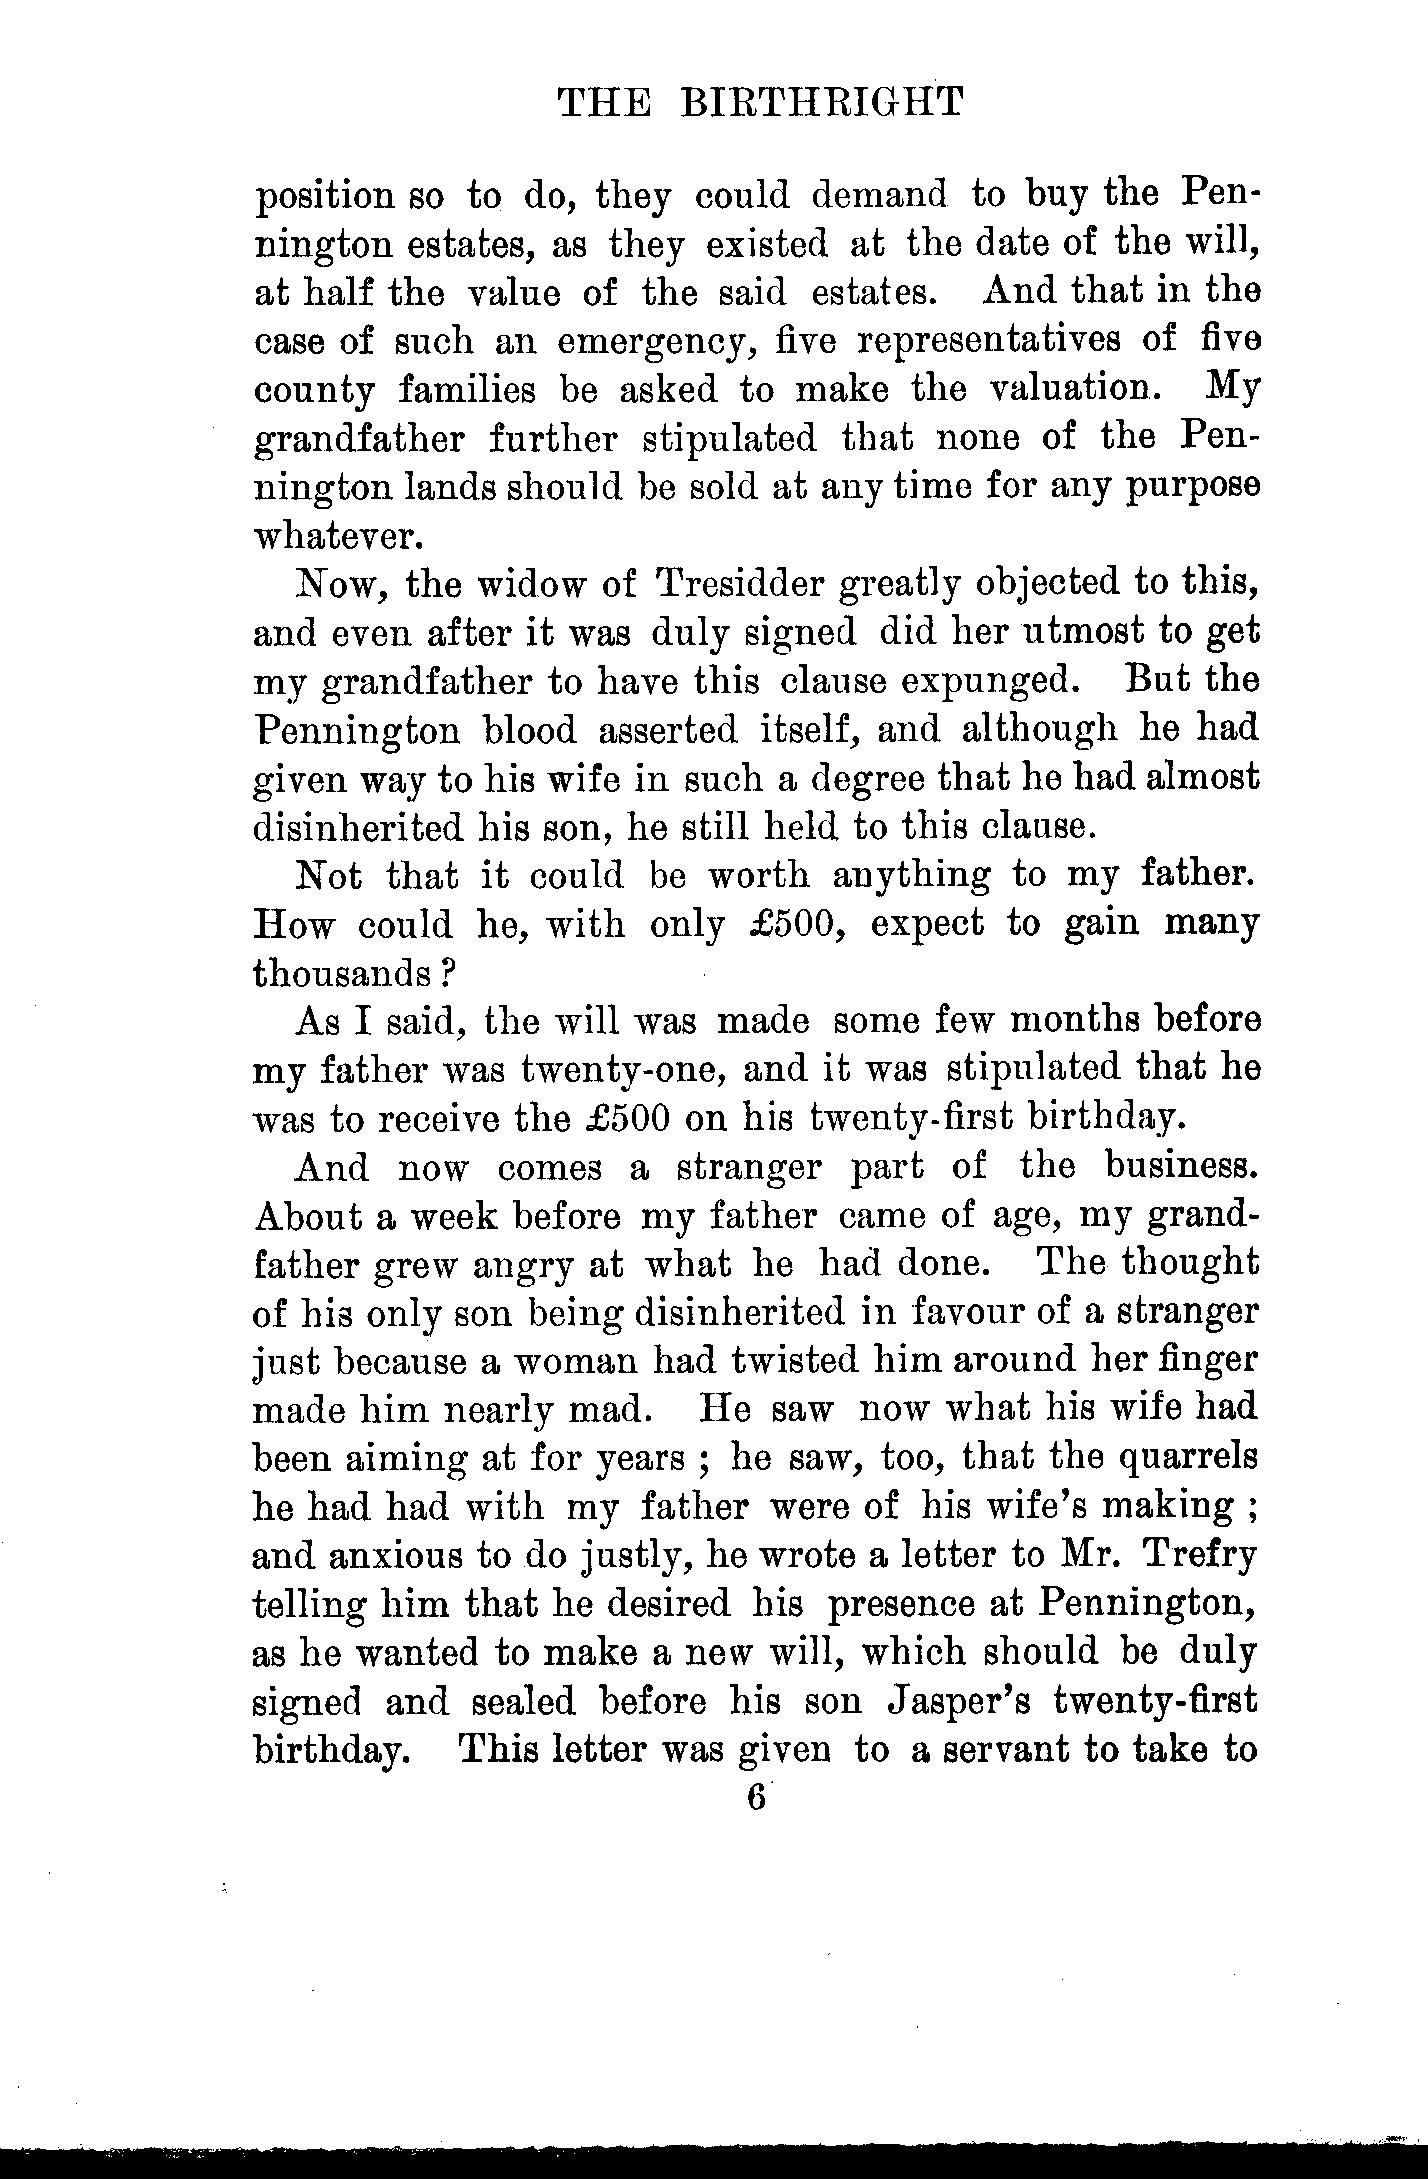 THE BIRTHRIGHT
position so to do, they could demand to buy the Pen-
nington estates, as they existed at the date of the will,
at half the value of the said estates. And that in the
case of such an emergency, five representatives of five
county families be asked to make the valuation. My
grandfather further stipulated that none of the Pen-
nington lands should be sold at any time for any purpose
whatever.
Now, the widow of Tresidder greatly objected to this,
and even after it was duly signed did her utmost to get
my grandfather to have this clause expunged. But the
Pennington blood asserted itself, and although he had
given way to his wife in such a degree that he had almost
disinherited his son, he still held to this clause.
Not that it could be worth anything to my father.
How could he, with only £500, expect to gain many
thousands ?
As I said, the will was made some few months before
my father was twenty-one, and it was stipulated that he
was to receive the £500 on his twenty-first birthday.
And now comes a stranger part of the business.
About a week before my father came of age, my grand-
father grew angry at what he had done. The thought
of his only son being disinherited in favour of a stranger
just because a woman had twisted him around her finger
made him nearly mad. He saw now what his wife had
been aiming at for years ; he saw, too, that the quarrels
he had had with my father were of his wife's making ;
and anxious to do justly, he wrote a letter to Mr. Trefry
telling him that he desired his presence at Pennington,
as he wanted to make a new will, which should be duly
signed and sealed before his son Jasper's twenty-first
birthday. This letter was given to a servant to take to
6